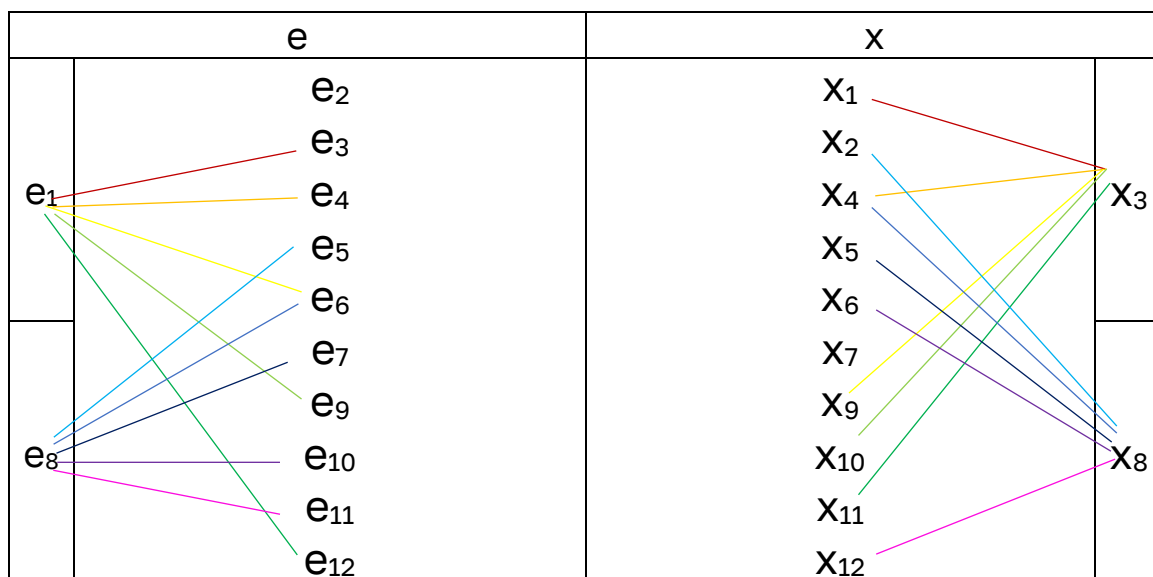 e x
e₂ x₁
e₃ x₂
e₁ e₄ x₄ x₃
e₅ x₅
e₆ x₆
e₇ x₇
e₉ x₉
e₈ e₁₀ x₁₀ x₈
e₁₁ x₁₁
e₁₂ x₁₂